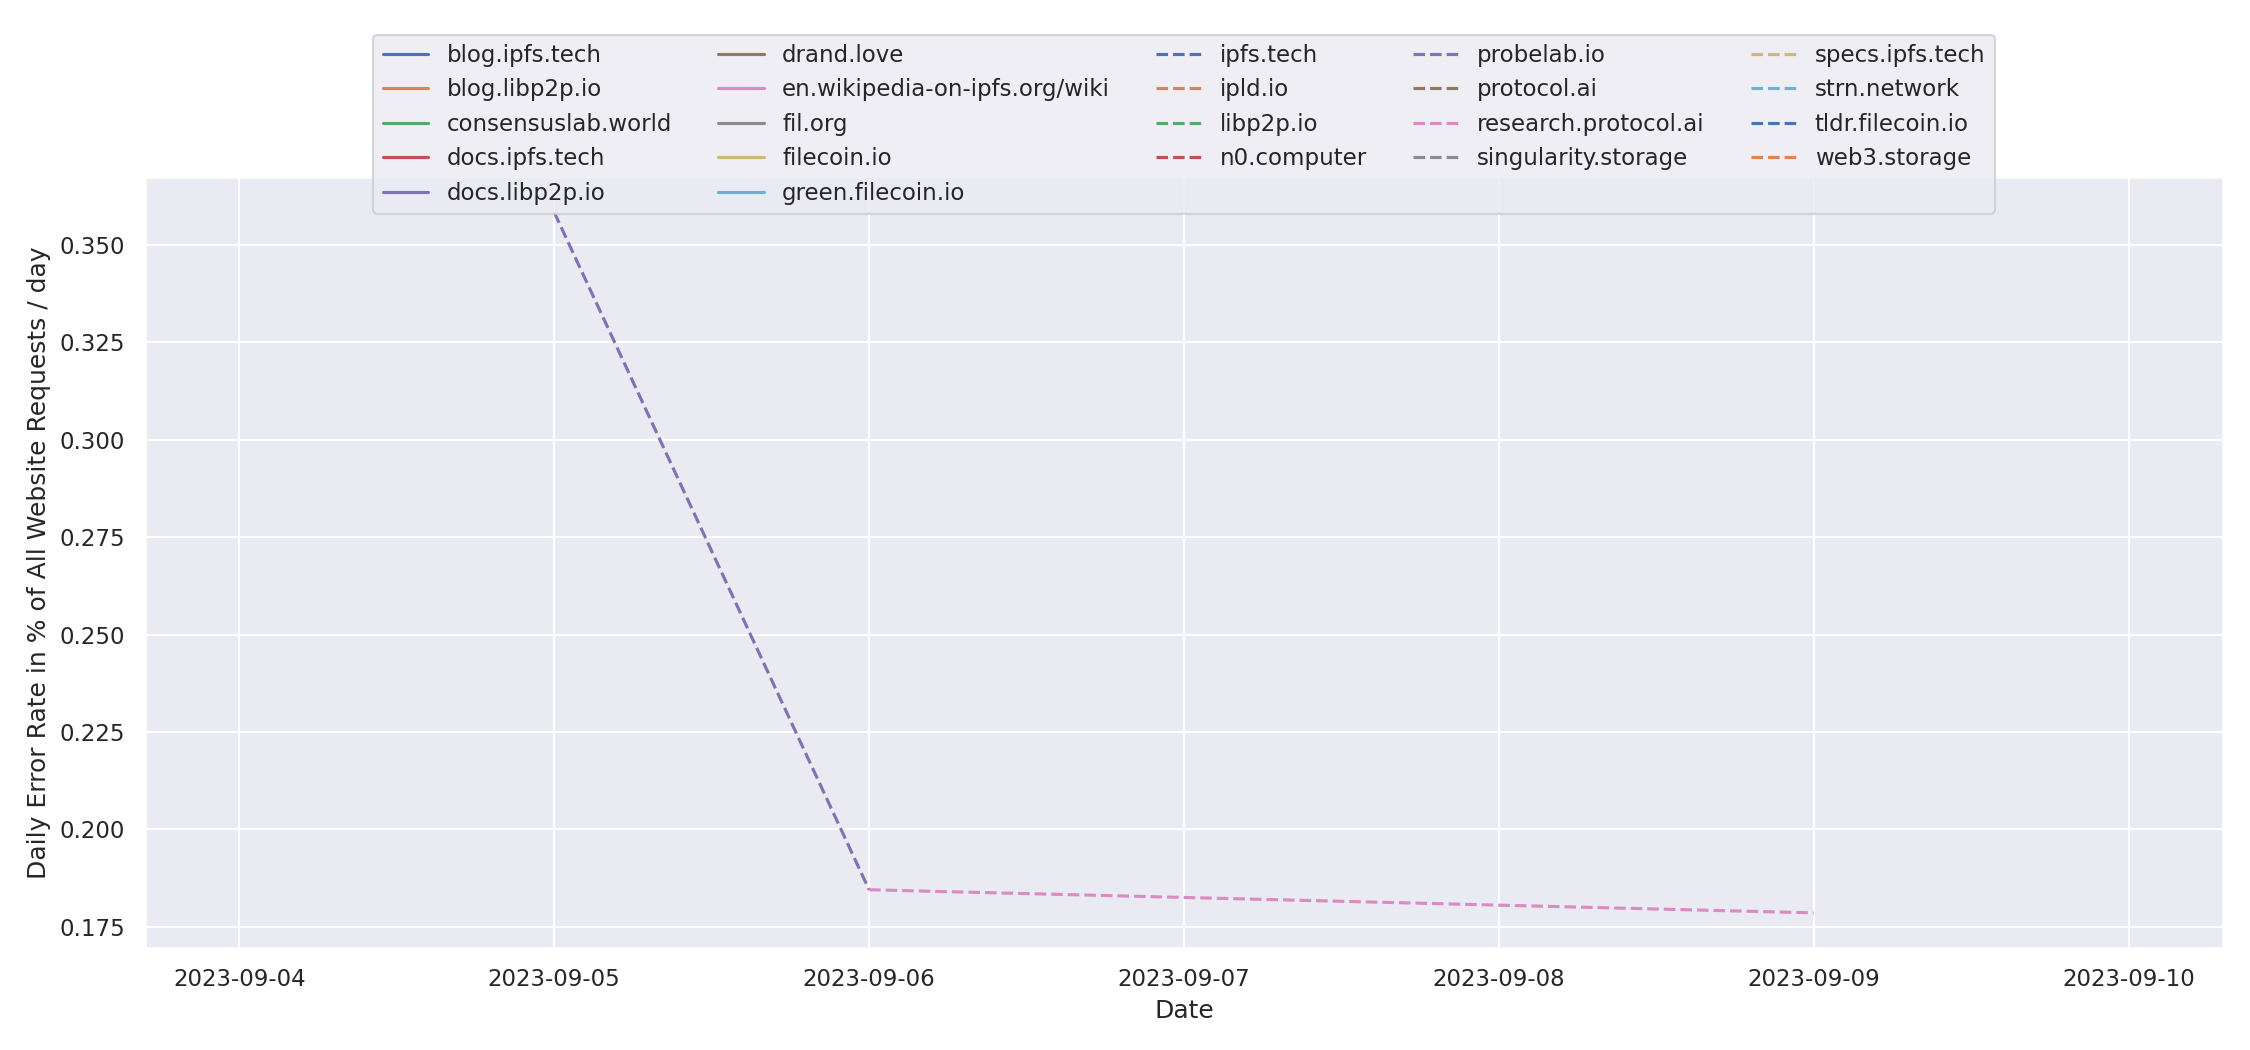 blog.ipfs.tech
blog.libp2p.io
consensuslab.world
docs.ipfs.tech
docs.libp2p.io
drand.love
en.wikipedia-on-ipfs.org/wiki
fil.org
filecoin.io
green.filecoin.io
ipfs.tech
ipld.io
libp2p.io
n0.computer
probelab.io
protocol.ai
research.protocol.ai
singularity.storage
specs.ipfs.tech
strn.network
tldr.filecoin.io
web3.storage
Daily Error Rate in % of All Website Requests / day
0.350
0.325
0.300
0.275
0.250
0.225
0.200
0.175
2023-09-04
2023-09-05
2023-09-06
2023-09-07
2023-09-08
2023-09-09
2023-09-10
Date